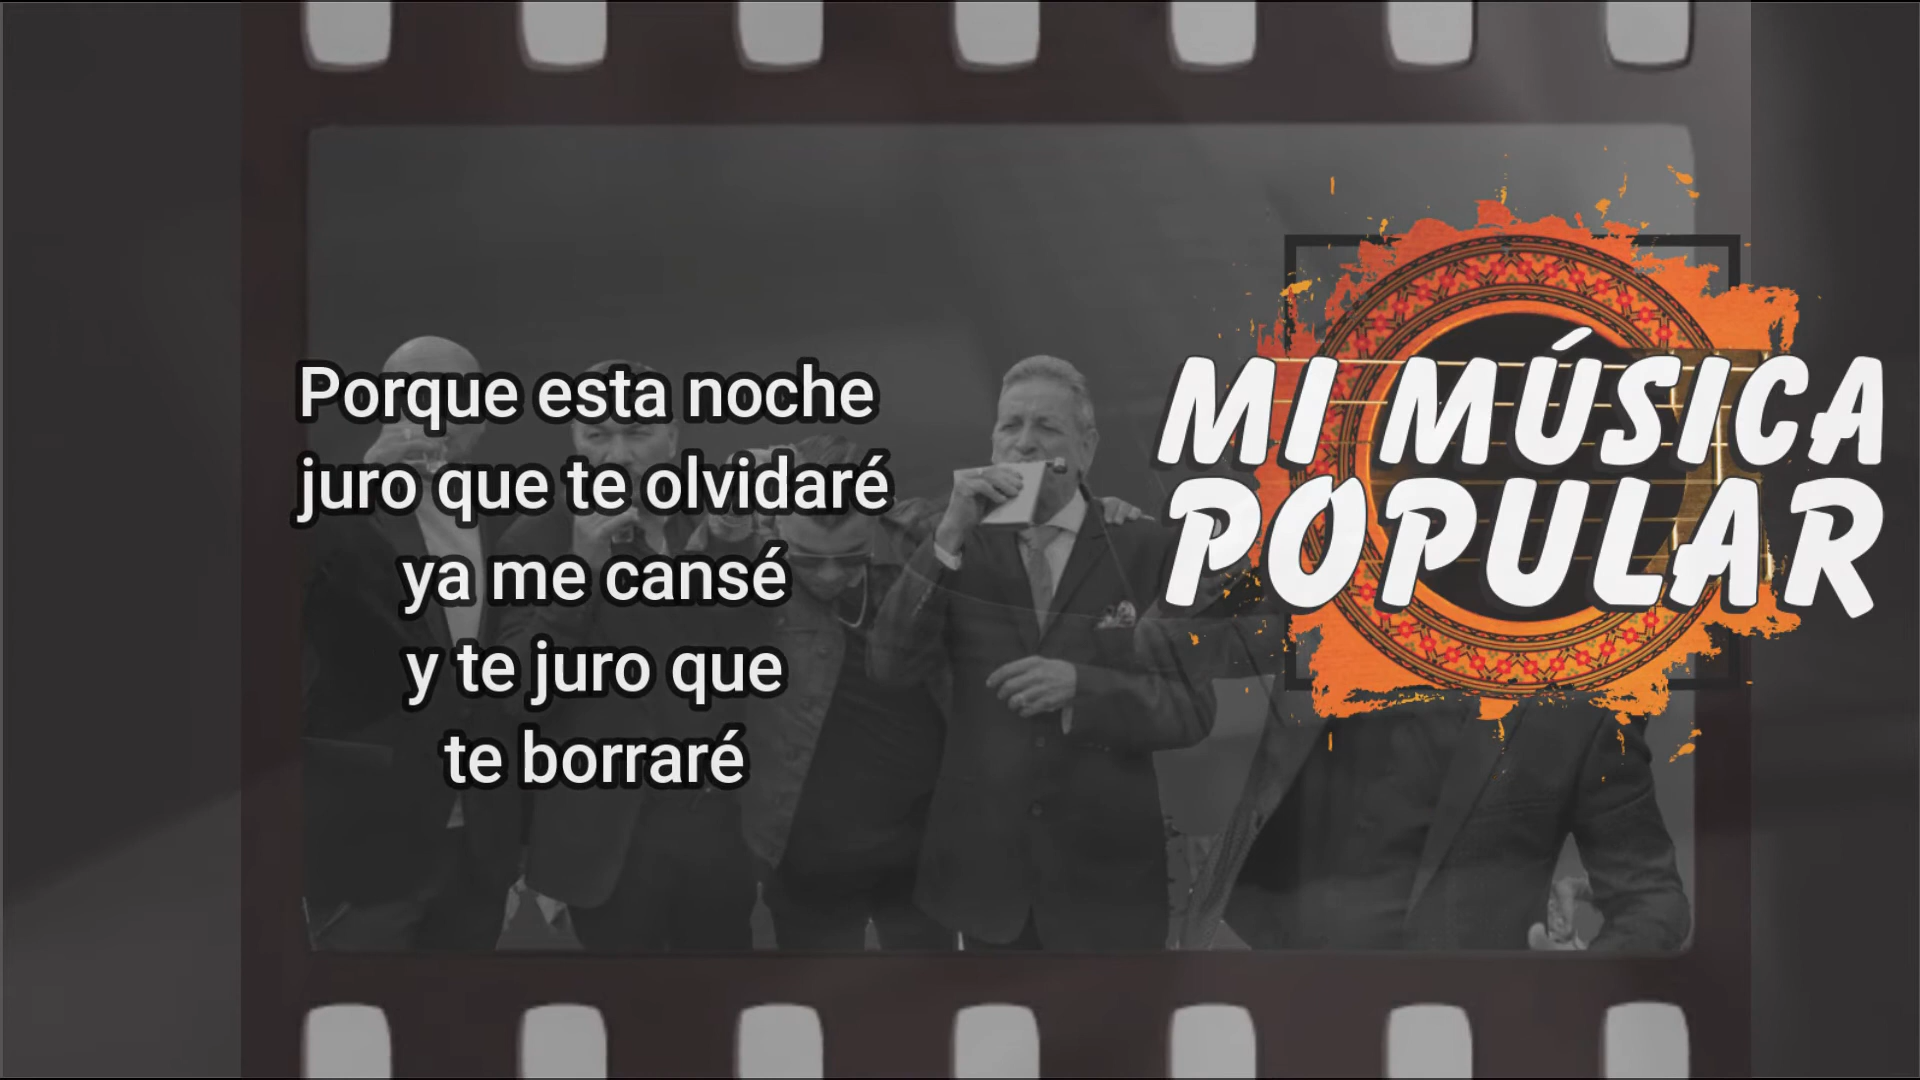 Porque esta noche
juro que te olvidaré
ya me cansé
y te juro que
te borraré
MI MÚSICA
POPULAR